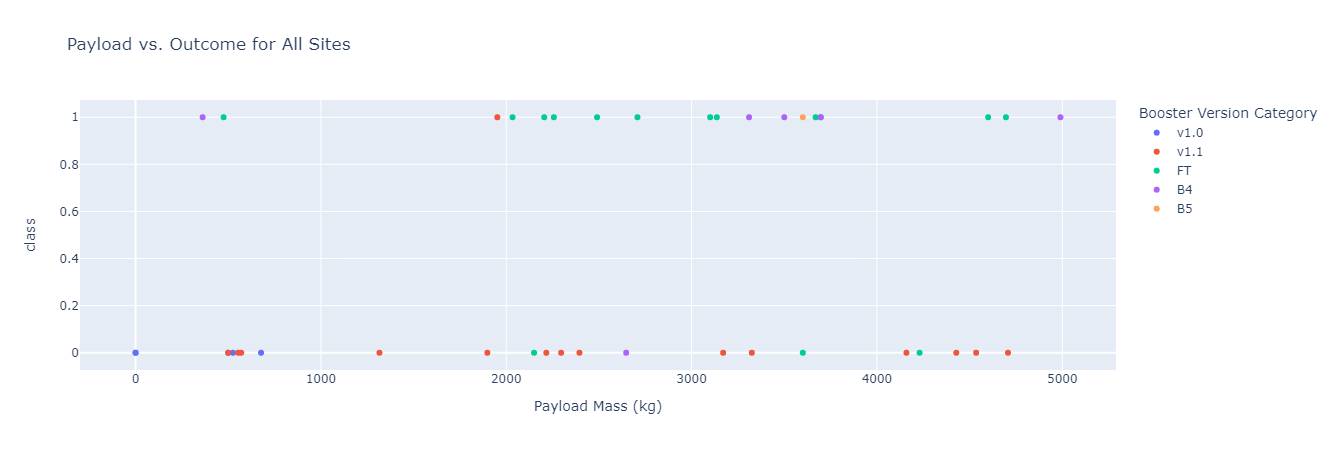 Payload vs. Outcome for All Sites
1
0.8
0.6
0.4
0.2
0
class
0 1000 2000 3000 4000 5000
Payload Mass (kg)
Booster Version Category
v1.0
v1.1
FT
B4
B5